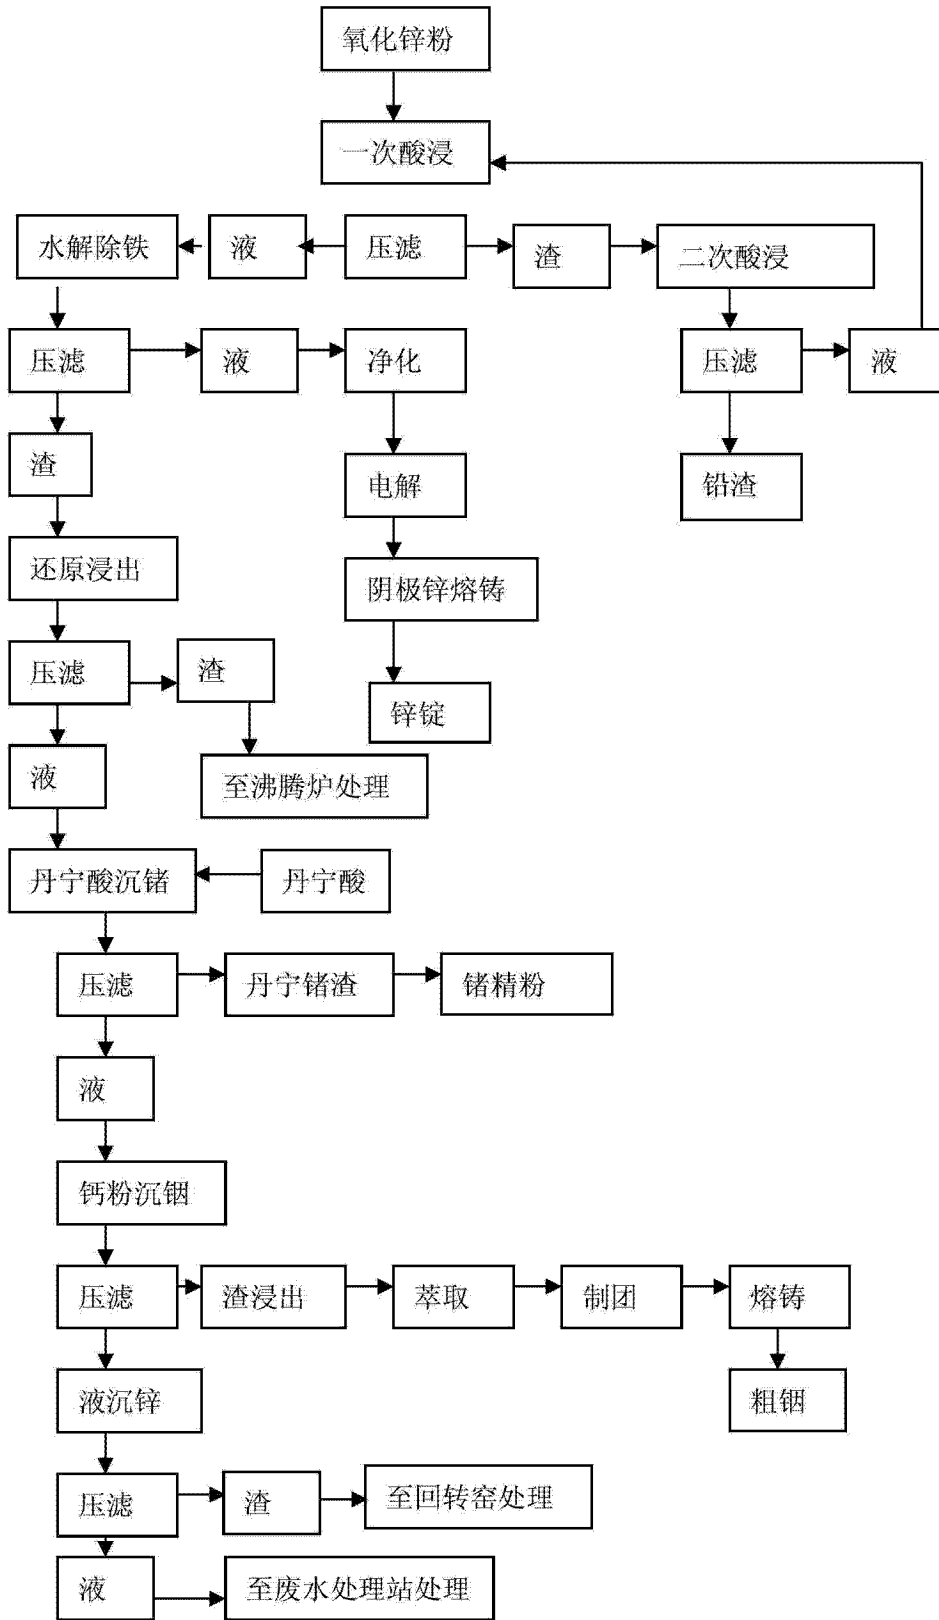 氧化锌粉
一次酸浸
水解除铁
液
压滤
渣
二次酸浸
压滤
液
净化
压滤
液
渣
电解
铅渣
还原浸出
阴极锌熔铸
压滤
渣
锌锭
液
至沸腾炉处理
丹宁酸沉锗
丹宁酸
压滤
丹宁锗渣
锗精粉
液
钙粉沉铟
压滤
渣浸出
萃取
制团
熔铸
液沉锌
粗铟
压滤
渣
至回转窑处理
液
至废水处理站处理